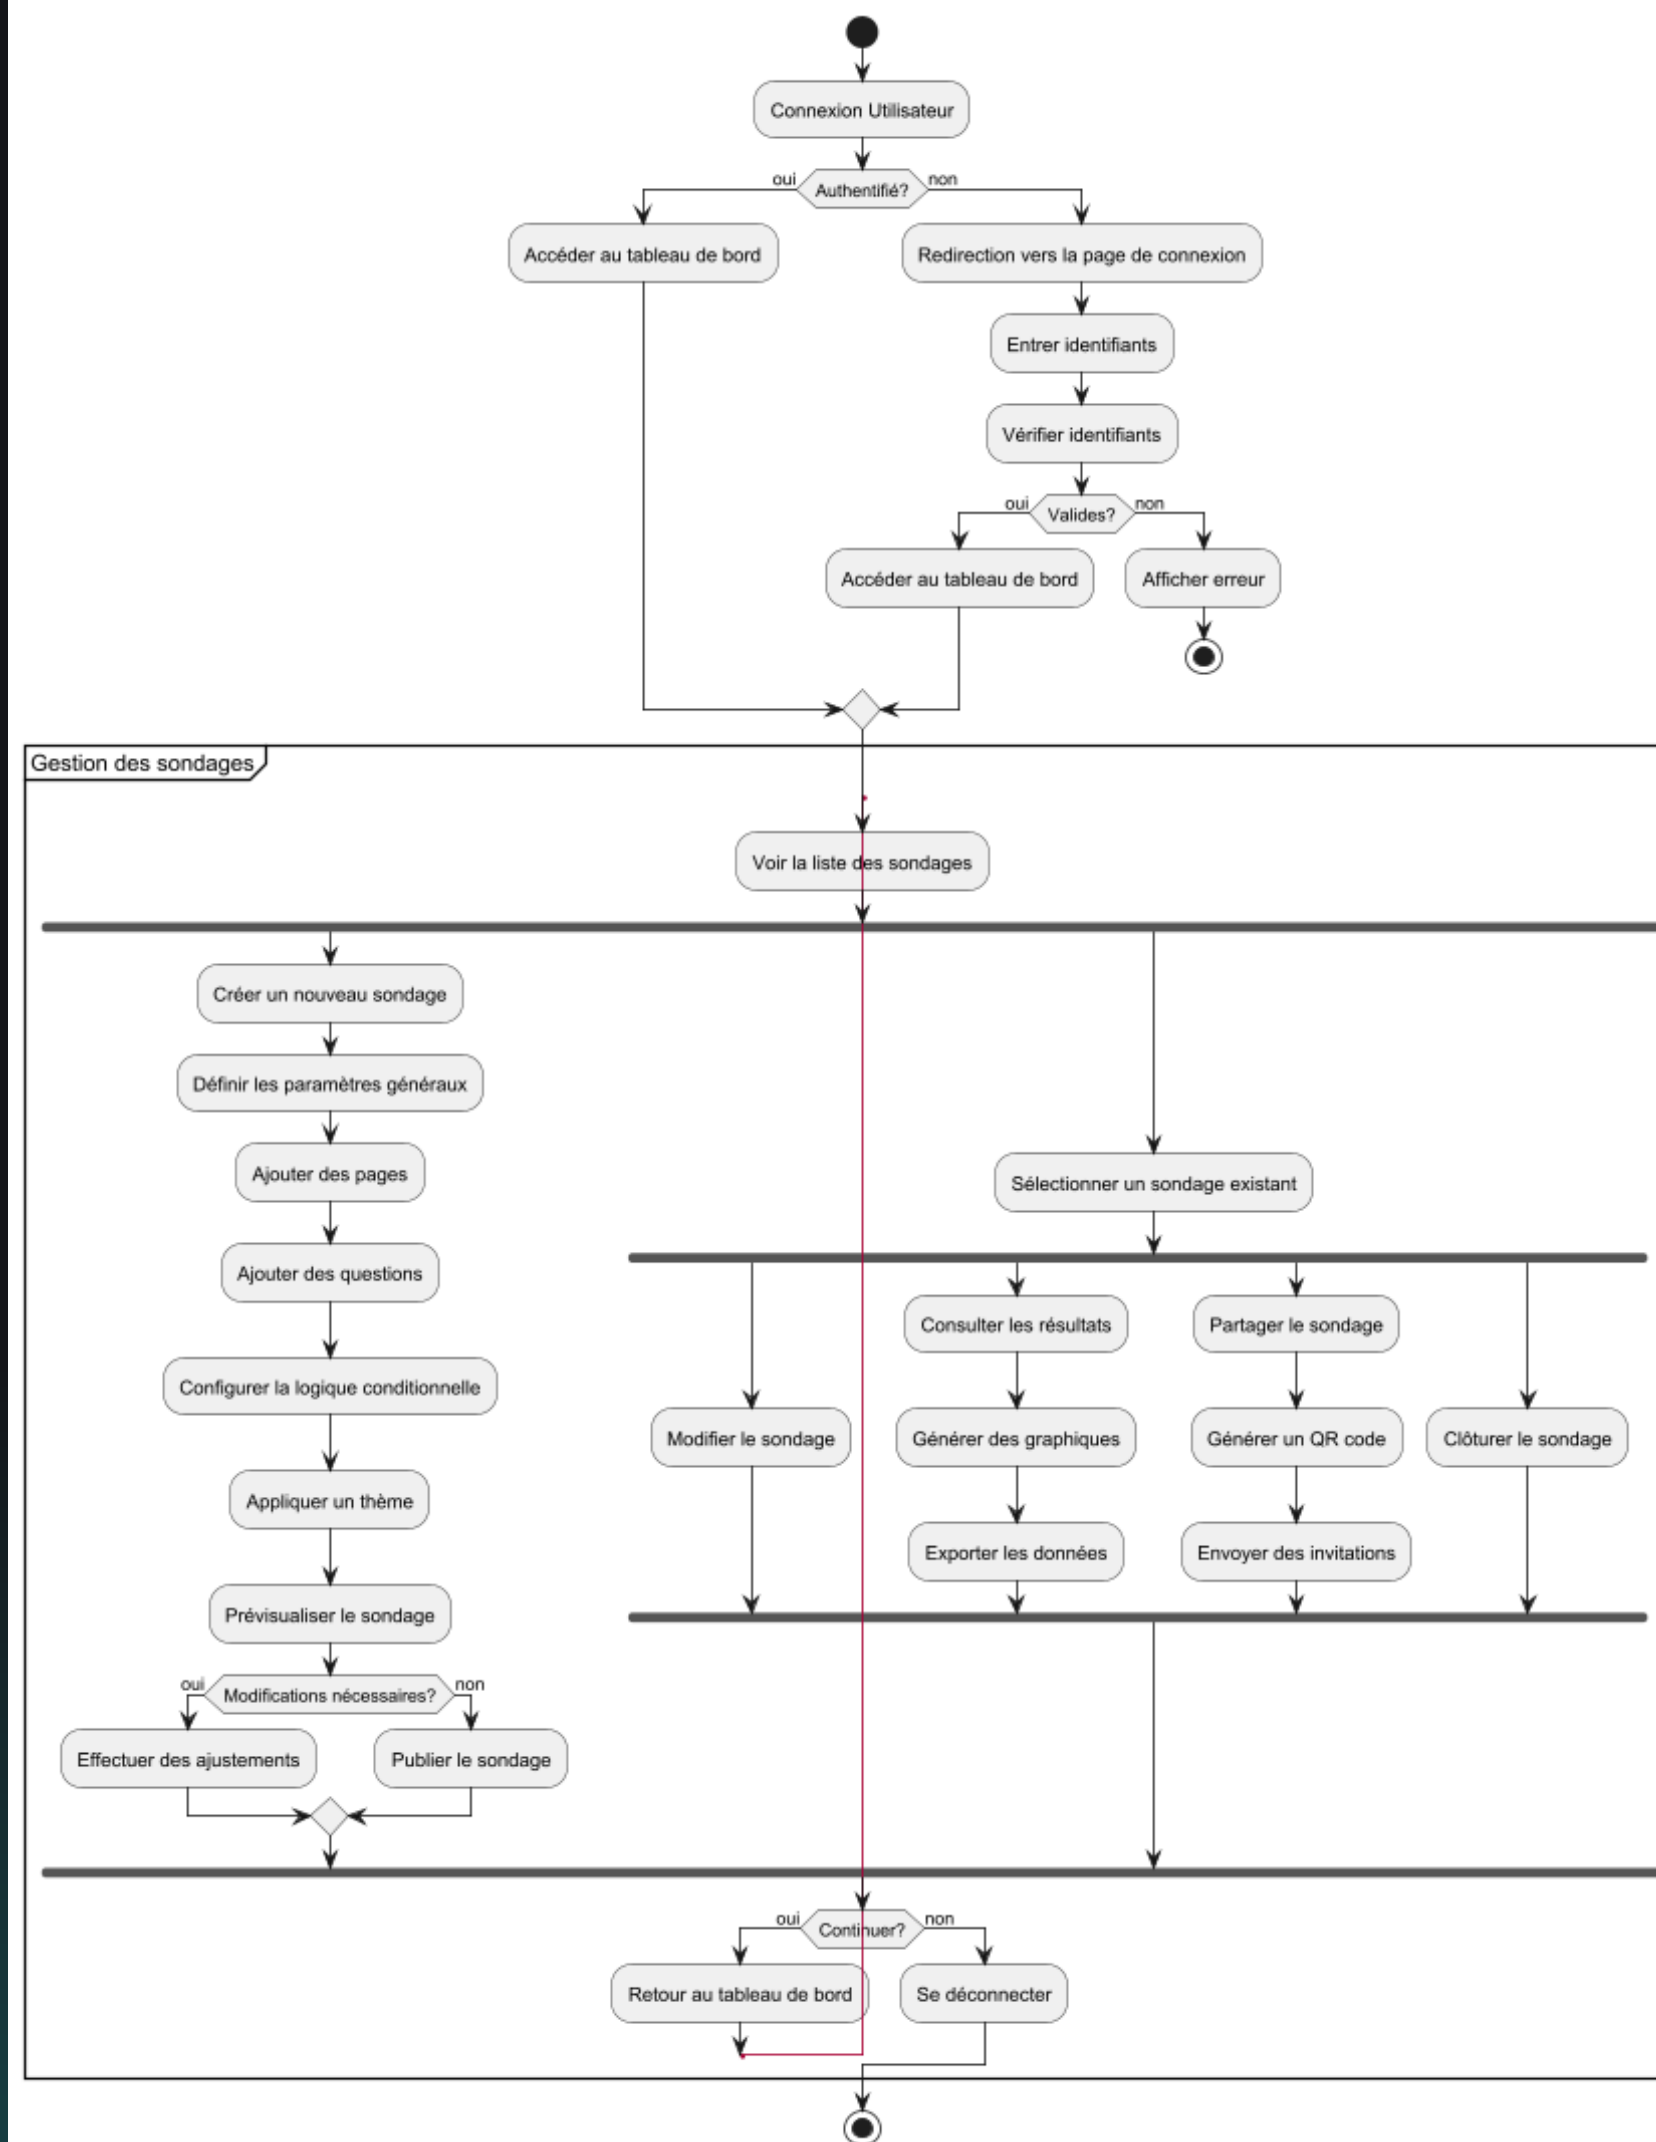 Connexion Utilisateur
oui
Authentifié?
non
Accéder au tableau de bord
Redirection vers la page de connexion
Entrer identifiants
Vérifier identifiants
oui
Valides?
non
Accéder au tableau de bord
Afficher erreur
Gestion des sondages
Voir la liste des sondages
Créer un nouveau sondage
Définir les paramètres généraux
Ajouter des pages
Sélectionner un sondage existant
Ajouter des questions
Consulter les résultats
Partager le sondage
Configurer la logique conditionnelle
Modifier le sondage
Générer des graphiques
Générer un QR code
Clôturer le sondage
Appliquer un thème
Exporter les données
Envoyer des invitations
Prévisualiser le sondage
oui
Modifications nécessaires?
non
Effectuer des ajustements
Publier le sondage
oui
Continuer?
non
Retour au tableau de bord
Se déconnecter